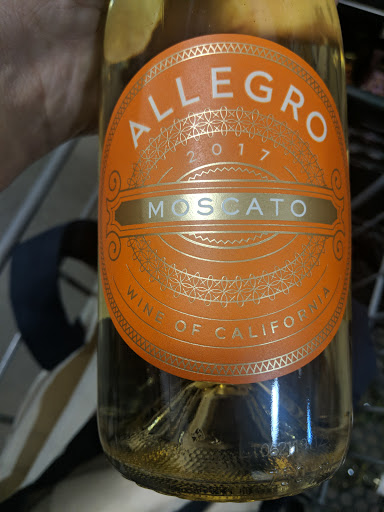 ALLEGRO
2017
MOSCATO
WINE OF CALIFORNIA